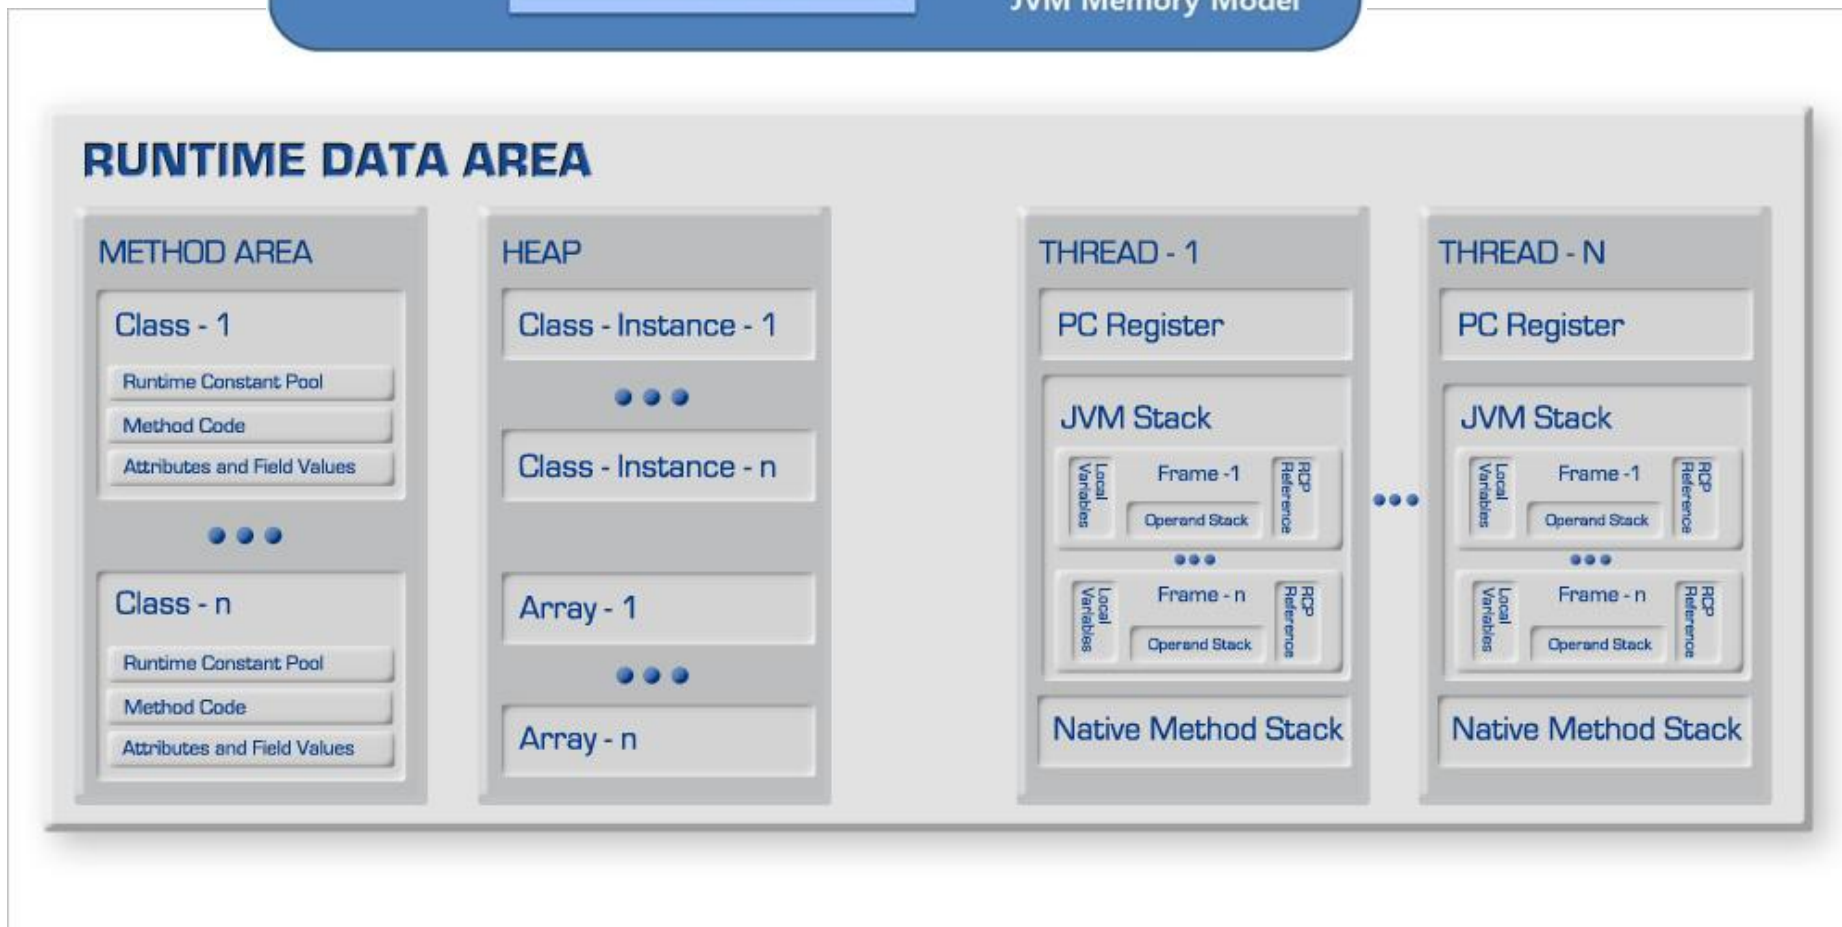 JVM Memory Model
RUNTIME DATA AREA
METHOD AREA
Class - 1
Runtime Constant Pool
Method Code
Attributes and Field Values
Class - n
Runtime Constant Pool
Method Code
Attributes and Field Values
HEAP
Class - Instance - 1
Class - Instance - n
Array - 1
Array - n
THREAD - 1
PC Register
JVM Stack
Local Variables
Frame -1
Operand Stack
RCP Reference
Local Variables
Frame - n
Operand Stack
RCP Reference
Native Method Stack
THREAD - N
PC Register
JVM Stack
Local Variables
Frame -1
Operand Stack
RCP Reference
Local Variables
Frame - n
Operand Stack
RCP Reference
Native Method Stack